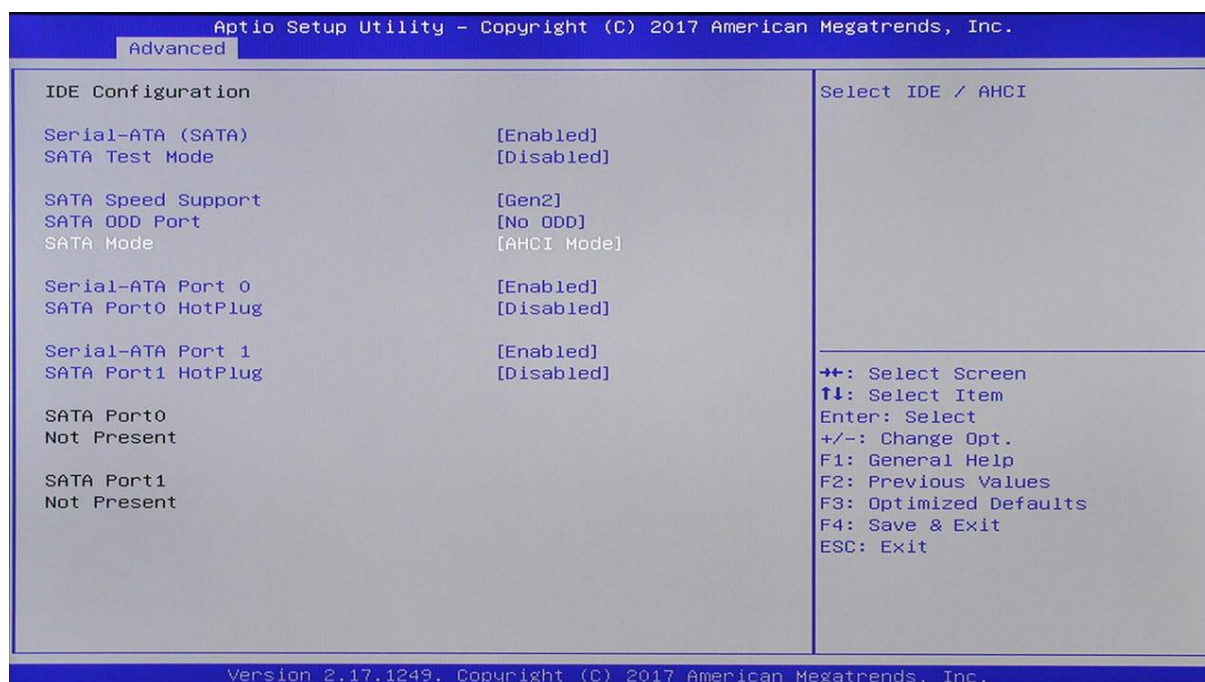 Aptio Setup Utility – Copyright (C) 2017 American Megatrends, Inc.
Advanced
IDE Configuration
Serial-ATA (SATA) [Enabled]
SATA Test Mode [Disabled]
SATA Speed Support [Gen2]
SATA ODD Port [No ODD]
SATA Mode [AHCI Mode]
Serial-ATA Port 0 [Enabled]
SATA Port0 HotPlug [Disabled]
Serial-ATA Port 1 [Enabled]
SATA Port1 HotPlug [Disabled]
SATA Port0
Not Present
SATA Port1
Not Present
Select IDE / AHCI
→←: Select Screen
↑↓: Select Item
Enter: Select
+/-: Change Opt.
F1: General Help
F2: Previous Values
F3: Optimized Defaults
F4: Save & Exit
ESC: Exit
Version 2.17.1249. Copyright (C) 2017 American Megatrends, Inc.